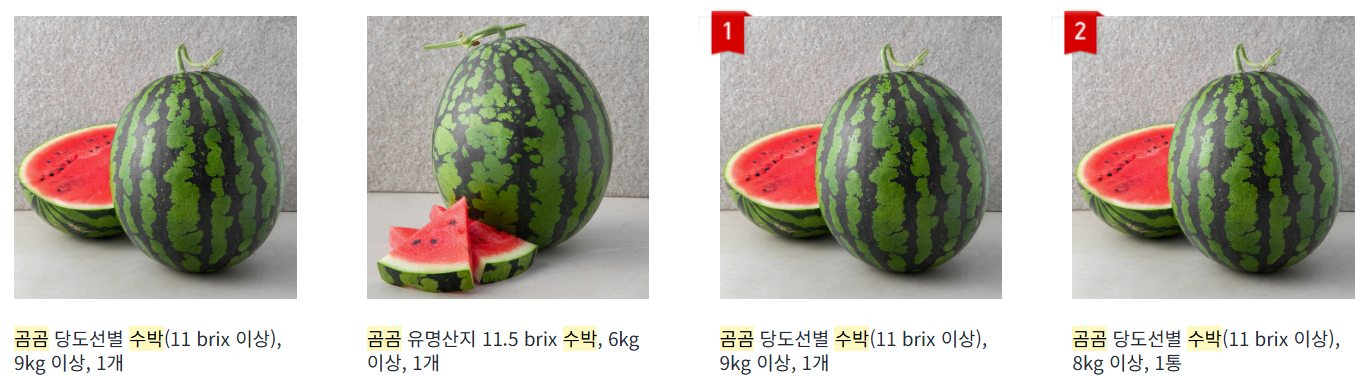 1
2
곰곰 당도선별 수박(11 brix 이상),
9kg 이상, 1개
곰곰 유명산지 11.5 brix 수박, 6kg
이상, 1개
곰곰 당도선별 수박(11 brix 이상),
9kg 이상, 1개
곰곰 당도선별 수박(11 brix 이상),
8kg 이상, 1통